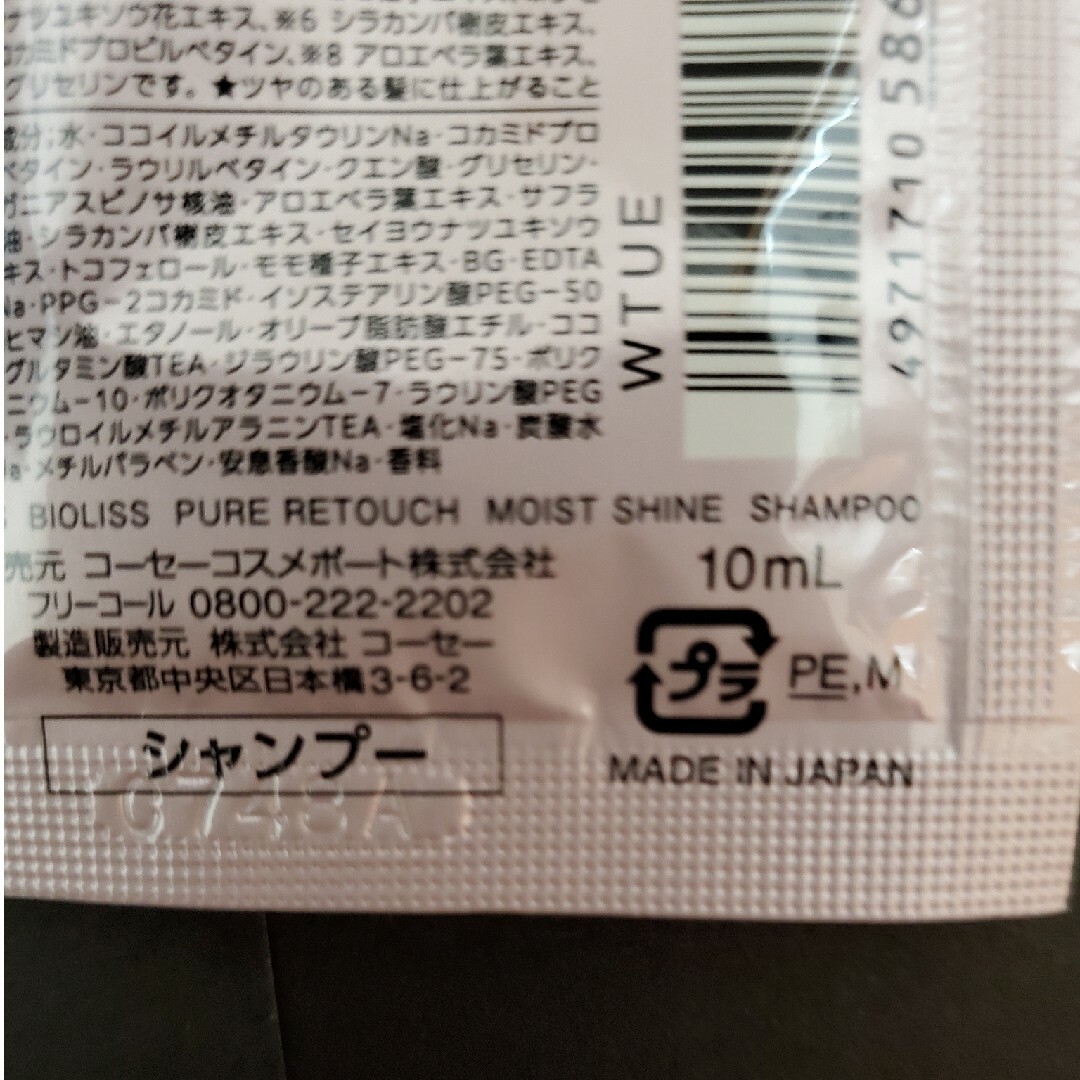 ナツユキソウ花エキス、※6 シラカンバ樹皮エキス、
コカミドプロピルベタイン、※8 アロエベラ葉エキス、
グリセリンです。★ツヤのある髪に仕上がること
成分;水・ココイルメチルタウリンNa・コカミドプロ
ベタイン・ラウリルベタイン・クエン酸・グリセリン・
ガニアスピノサ核油・アロエベラ葉エキス・サフラ
油・シラカンバ樹皮エキス・セイヨウナツユキソウ
キス・トコフェロール・モモ種子エキス・BG・EDTA
Na・PPG-2コカミド・イソステアリン酸PEG-50
ヒマシ油・エタノール・オリーブ脂肪酸エチル・ココ
グルタミン酸TEA・ジラウリン酸PEG-75・ポリク
ニウム-10・ポリクオタニウム-7・ラウリン酸PEG
・ラウロイルメチルアラニンTEA・塩化Na・炭酸水
Na・メチルパラベン・安息香酸Na・香料
BIOLISS PURE RETOUCH MOIST SHINE SHAMPOO
売元 コーセーコスメポート株式会社
フリーコール 0800-222-2202
製造販売元 株式会社 コーセー
東京都中央区日本橋3-6-2
シャンプー
G748A
WTUE
4971710 586
10mL
プラ PE,M
MADE IN JAPAN